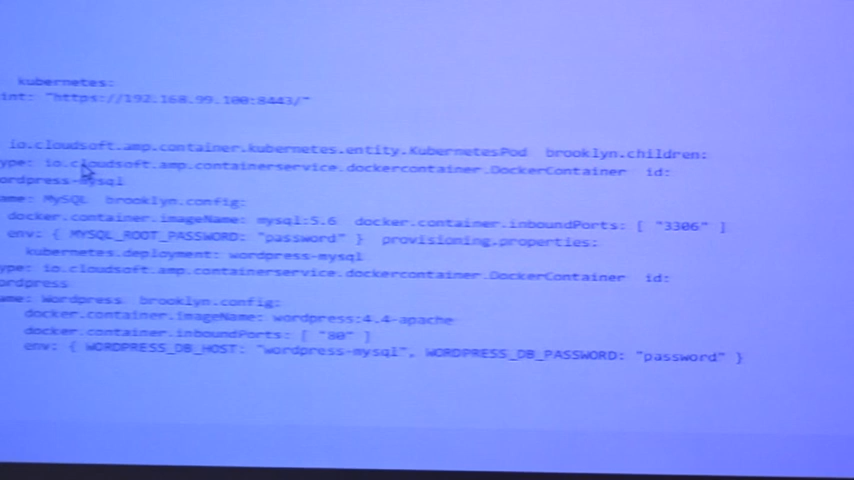 kubernetes:
int: "https://192.168.99.100:8443/"
io.cloudsoft.amp.container.kubernetes.entity.KubernetesPod brooklyn.children:
ype: io.cloudsoft.amp.containerservice.dockercontainer.DockerContainer id:
ordpress-mysql
ame: MySQL brooklyn.config:
docker.container.imageName: mysql:5.6 docker.container.inboundPorts: [ "3306" ]
env: { MYSQL_ROOT_PASSWORD: "password" } provisioning.properties:
kubernetes.deployment: wordpress-mysql
ype: io.cloudsoft.amp.containerservice.dockercontainer.DockerContainer id:
ordpress
ame: Wordpress brooklyn.config:
docker.container.imageName: wordpress:4.4-apache
docker.container.inboundPorts: [ "80" ]
env: { WORDPRESS_DB_HOST: "wordpress-mysql", WORDPRESS_DB_PASSWORD: "password" }